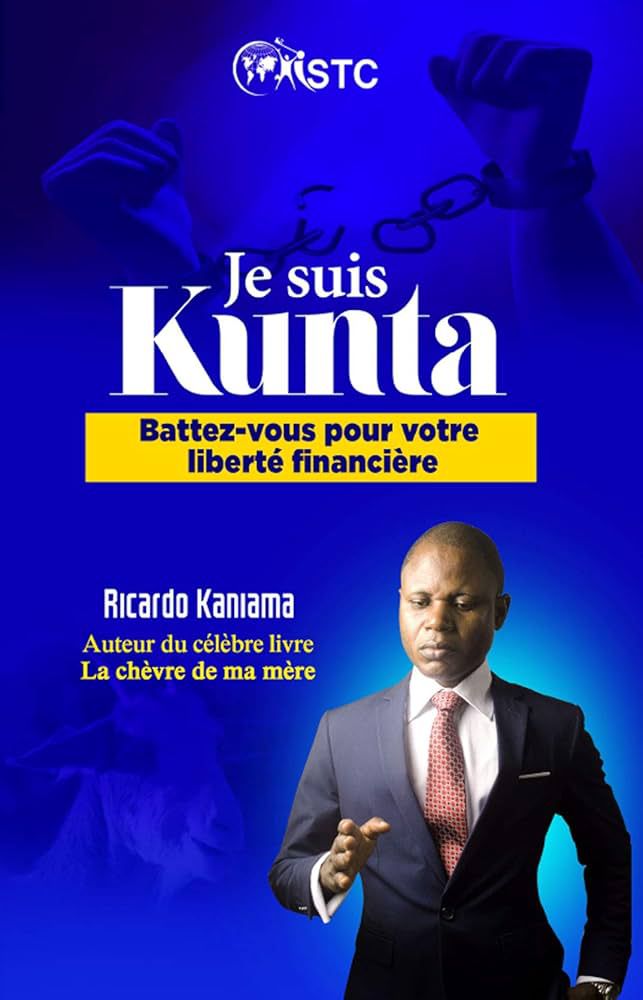 ISTC
Je suis
Kunta
Battez-vous pour votre
liberté financière
Ricardo Kaniama
Auteur du célèbre livre
La chèvre de ma mère